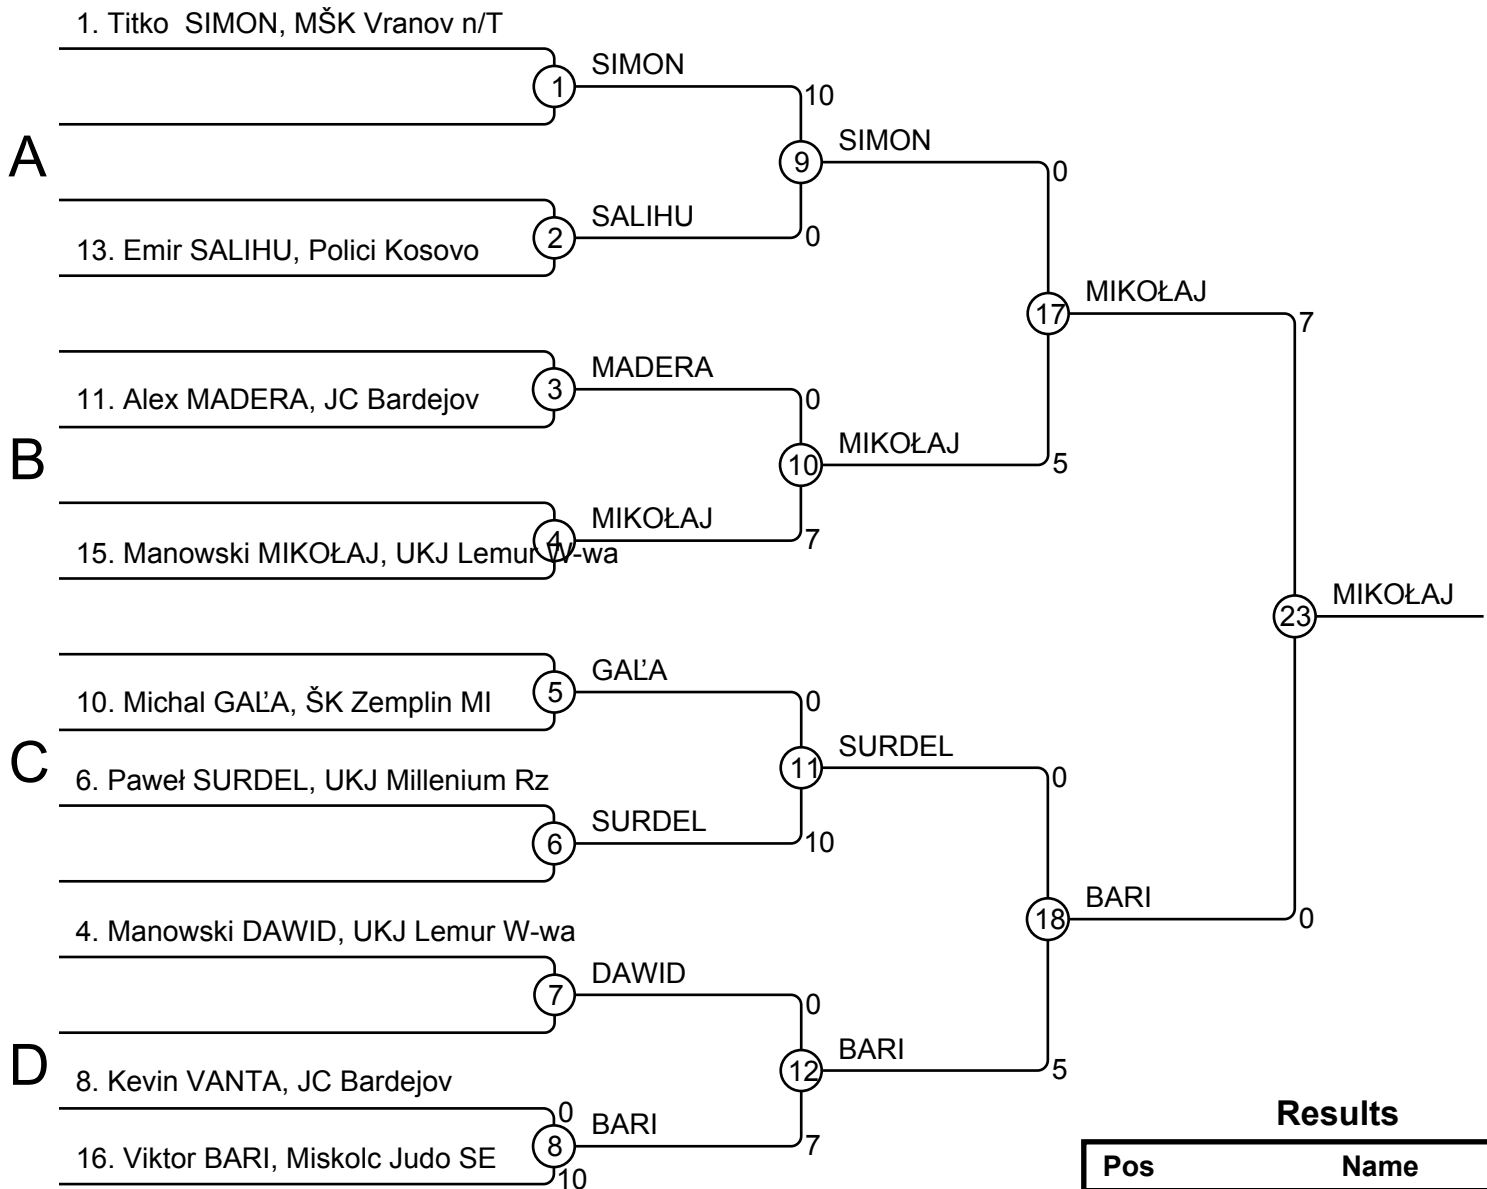 1. Titko  SIMON, MŠK Vranov n/T
SIMON
1
10
A
SIMON
9
0
SALIHU
2
0
13. Emir SALIHU, Polici Kosovo
MIKOŁAJ
17
7
MADERA
3
0
11. Alex MADERA, JC Bardejov
B
MIKOŁAJ
10
5
MIKOŁAJ
4
7
15. Manowski MIKOŁAJ, UKJ Lemur W-wa
MIKOŁAJ
23
GAĽA
5
0
10. Michal GAĽA, ŠK Zemplin MI
C
SURDEL
11
0
6. Paweł SURDEL, UKJ Millenium Rz
SURDEL
6
10
BARI
18
0
4. Manowski DAWID, UKJ Lemur W-wa
DAWID
7
0
D
BARI
12
5
8. Kevin VANTA, JC Bardejov
0
BARI
8
7
16. Viktor BARI, Miskolc Judo SE
10
Results
Pos Name